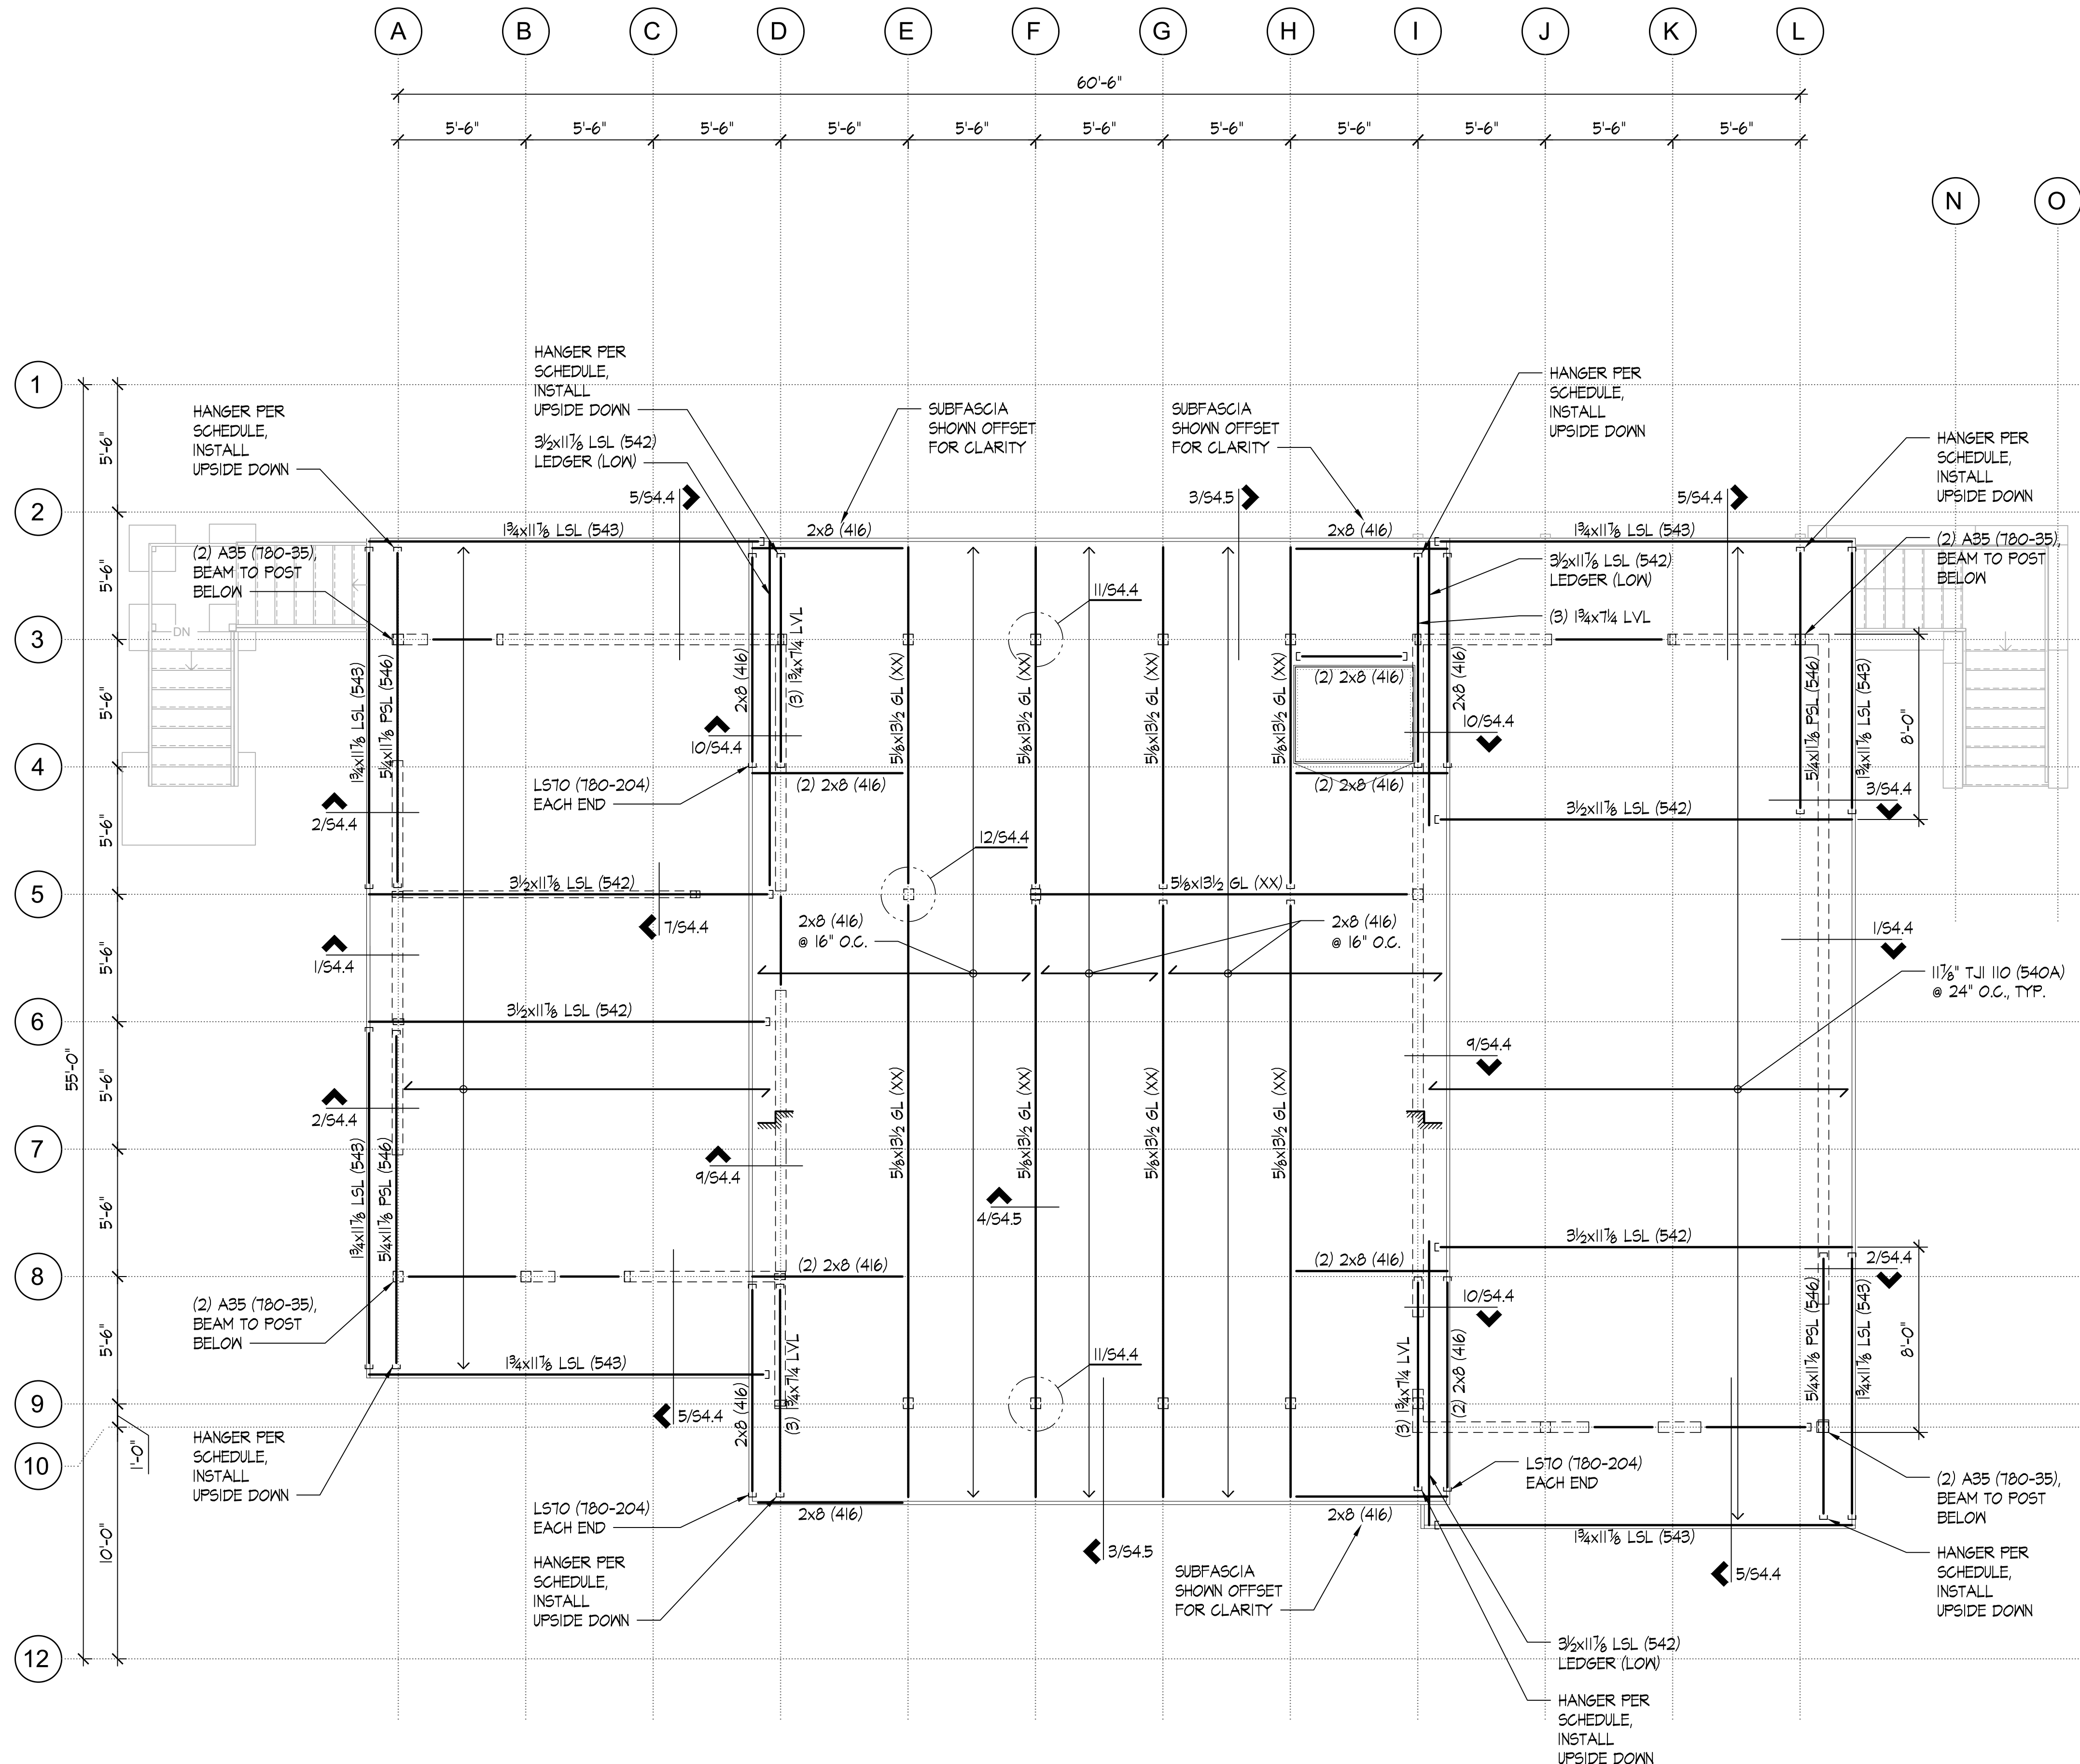 A B C D E F G H I J K L
60'-6"
5'-6" 5'-6" 5'-6" 5'-6" 5'-6" 5'-6" 5'-6" 5'-6" 5'-6" 5'-6" 5'-6"
N O
1
2
3
4
5
6
7
8
9
10
12
55'-0"
5'-6"
5'-6"
5'-6"
5'-6"
5'-6"
5'-6"
5'-6"
5'-6"
1'-0"
10'-0"
HANGER PER
SCHEDULE,
INSTALL
UPSIDE DOWN
3½x11⅞ LSL (542)
LEDGER (LOW)
HANGER PER
SCHEDULE,
INSTALL
UPSIDE DOWN
SUBFASCIA
SHOWN OFFSET
FOR CLARITY
SUBFASCIA
SHOWN OFFSET
FOR CLARITY
HANGER PER
SCHEDULE,
INSTALL
UPSIDE DOWN
HANGER PER
SCHEDULE,
INSTALL
UPSIDE DOWN
5/S4.4
3/S4.5
5/S4.4
1¾x11⅞ LSL (543)
2x8 (416)
2x8 (416)
1¾x11⅞ LSL (543)
(2) A35 (780-35),
BEAM TO POST
BELOW
(2) A35 (780-35),
BEAM TO POST
BELOW
3½x11⅞ LSL (542)
LEDGER (LOW)
(3) 1¾x7¼ LVL
DN
11/S4.4
1¾x11⅞ LSL (543)
5¼x11⅞ PSL (546)
2x8 (416)
(3) 1¾x7¼ LVL
5⅛x13½ GL (XX)
5⅛x13½ GL (XX)
5⅛x13½ GL (XX)
5⅛x13½ GL (XX)
(2) 2x8 (416)
2x8 (416)
5¼x11⅞ PSL (546)
1¾x11⅞ LSL (543)
8'-0"
10/S4.4
10/S4.4
LS70 (780-204)
EACH END
(2) 2x8 (416)
(2) 2x8 (416)
2/S4.4
3/S4.4
3½x11⅞ LSL (542)
12/S4.4
3½x11⅞ LSL (542)
5⅛x13½ GL (XX)
7/S4.4
2x8 (416)
@ 16" O.C.
2x8 (416)
@ 16" O.C.
1/S4.4
1/S4.4
11⅞" TJI 110 (540A)
@ 24" O.C., TYP.
3½x11⅞ LSL (542)
9/S4.4
2/S4.4
5⅛x13½ GL (XX)
5⅛x13½ GL (XX)
5⅛x13½ GL (XX)
5⅛x13½ GL (XX)
1¾x11⅞ LSL (543)
5¼x11⅞ PSL (546)
9/S4.4
4/S4.5
3½x11⅞ LSL (542)
2/S4.4
(2) 2x8 (416)
(2) 2x8 (416)
10/S4.4
(2) A35 (780-35),
BEAM TO POST
BELOW
5¼x11⅞ PSL (546)
1¾x11⅞ LSL (543)
8'-0"
1¾x11⅞ LSL (543)
11/S4.4
2x8 (416)
(3) 1¾x7¼ LVL
(3) 1¾x7¼ LVL
(2) 2x8 (416)
5/S4.4
HANGER PER
SCHEDULE,
INSTALL
UPSIDE DOWN
LS70 (780-204)
EACH END
(2) A35 (780-35),
BEAM TO POST
BELOW
LS70 (780-204)
EACH END
2x8 (416)
2x8 (416)
1¾x11⅞ LSL (543)
HANGER PER
SCHEDULE,
INSTALL
UPSIDE DOWN
3/S4.5
SUBFASCIA
SHOWN OFFSET
FOR CLARITY
5/S4.4
HANGER PER
SCHEDULE,
INSTALL
UPSIDE DOWN
3½x11⅞ LSL (542)
LEDGER (LOW)
HANGER PER
SCHEDULE,
INSTALL
UPSIDE DOWN